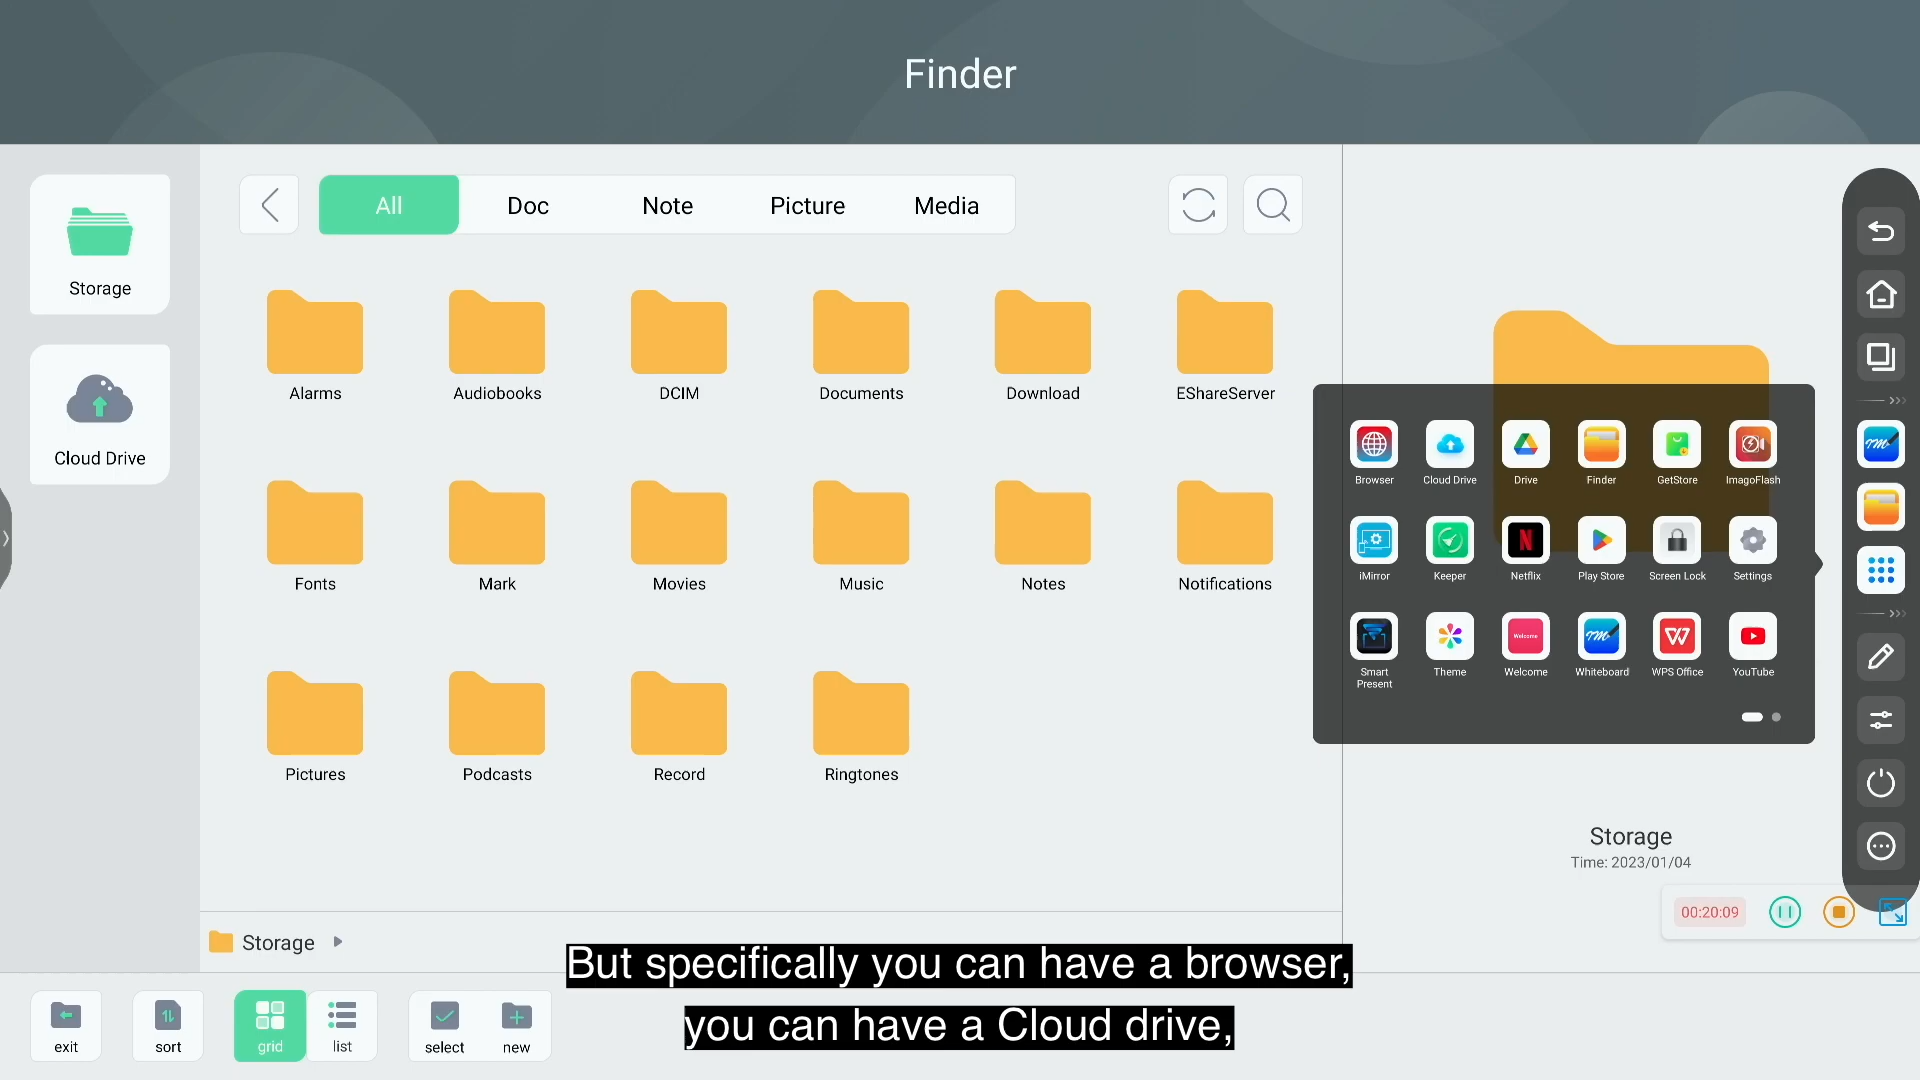 Finder
Storage
Cloud Drive
All
Doc
Note
Picture
Media
Alarms
Audiobooks
DCIM
Documents
Download
EShareServer
Fonts
Mark
Movies
Music
Notes
Notifications
Pictures
Podcasts
Record
Ringtones
Browser
Cloud Drive
Drive
Finder
GetStore
ImagoFlash
iMirror
Keeper
Netflix
Play Store
Screen Lock
Settings
Smart
Present
Theme
Welcome
Welcome
Whiteboard
WPS Office
YouTube
Storage
Time: 2023/01/04
00:20:09
Storage
But specifically you can have a browser,
you can have a Cloud drive,
exit
sort
grid
list
select
new